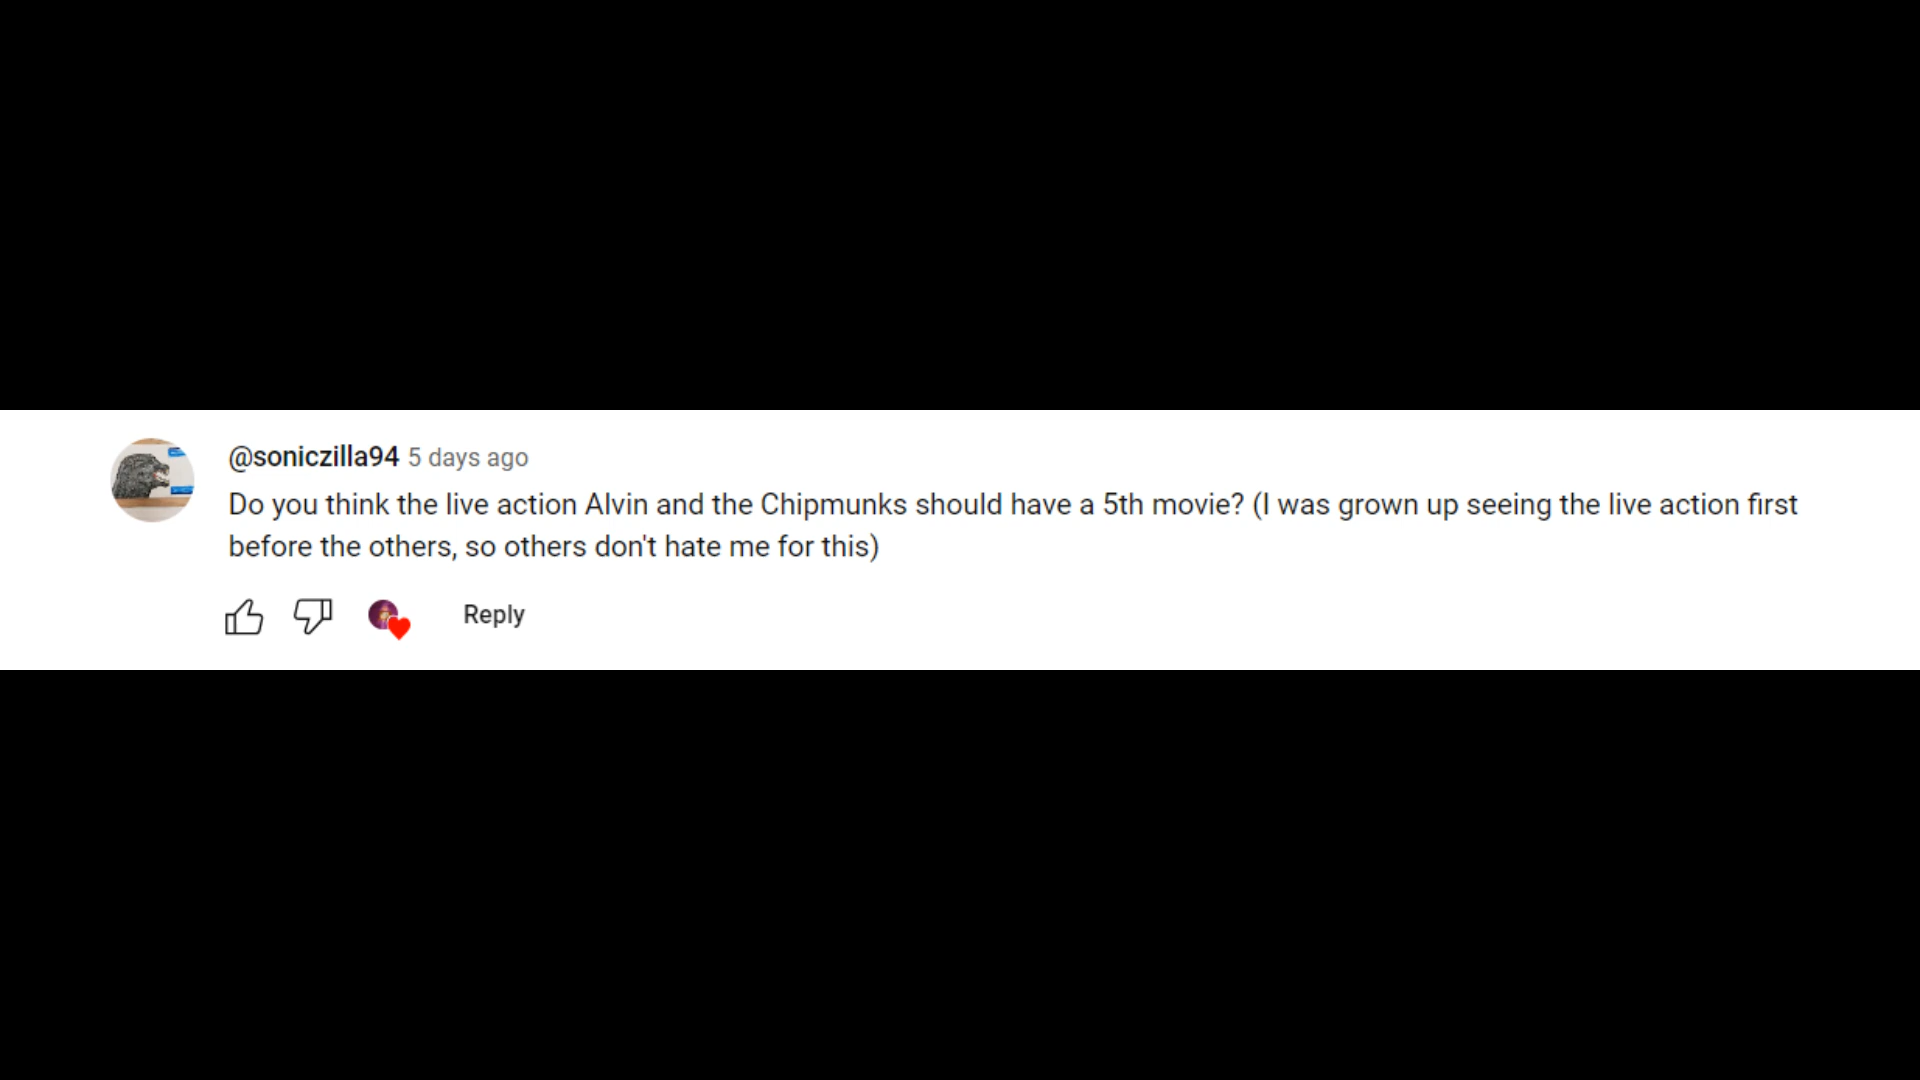 @soniczilla94 5 days ago
Do you think the live action Alvin and the Chipmunks should have a 5th movie? (I was grown up seeing the live action first
before the others, so others don't hate me for this)
Reply